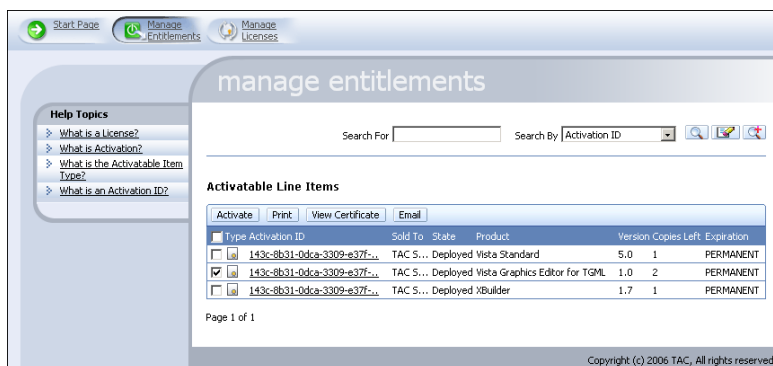 Start Page
Manage Entitlements
Manage Licenses
manage entitlements
Help Topics
What is a License?
What is Activation?
What is the Activatable Item Type?
What is an Activation ID?
Search For
Search By Activation ID
Activatable Line Items
Activate Print View Certificate Email
Type Activation ID Sold To State Product Version Copies Left Expiration
143c-8b31-0dca-3309-e37f-.. TAC S... Deployed Vista Standard 5.0 1 PERMANENT
143c-8b31-0dca-3309-e37f-.. TAC S... Deployed Vista Graphics Editor for TGML 1.0 2 PERMANENT
143c-8b31-0dca-3309-e37f-.. TAC S... Deployed XBuilder 1.7 1 PERMANENT
Page 1 of 1
Copyright (c) 2006 TAC, All rights reserved